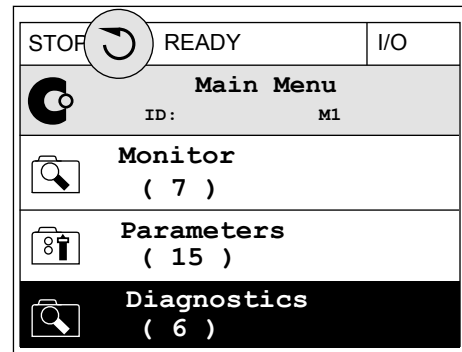 STOP READY I/O
Main Menu
ID: M1
Monitor
( 7 )
Parameters
( 15 )
Diagnostics
( 6 )